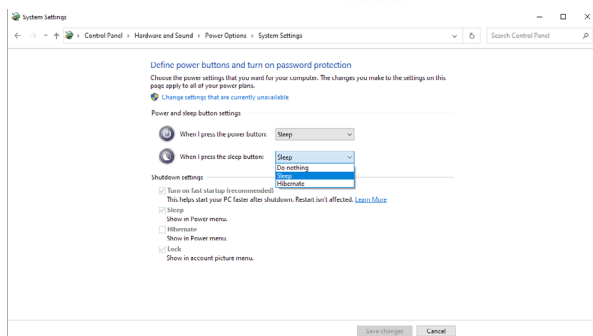 System Settings
Control Panel > Hardware and Sound > Power Options > System Settings
Search Control Panel
Define power buttons and turn on password protection
Choose the power settings that you want for your computer. The changes you make to the settings on this
page apply to all of your power plans.
Change settings that are currently unavailable
Power and sleep button settings
When I press the power button: Sleep
When I press the sleep button: Sleep
Do nothing
Sleep
Hibernate
Shutdown settings
Turn on fast startup (recommended)
This helps start your PC faster after shutdown. Restart isn't affected. Learn More
Sleep
Show in Power menu.
Hibernate
Show in Power menu.
Lock
Show in account picture menu.
Save changes Cancel